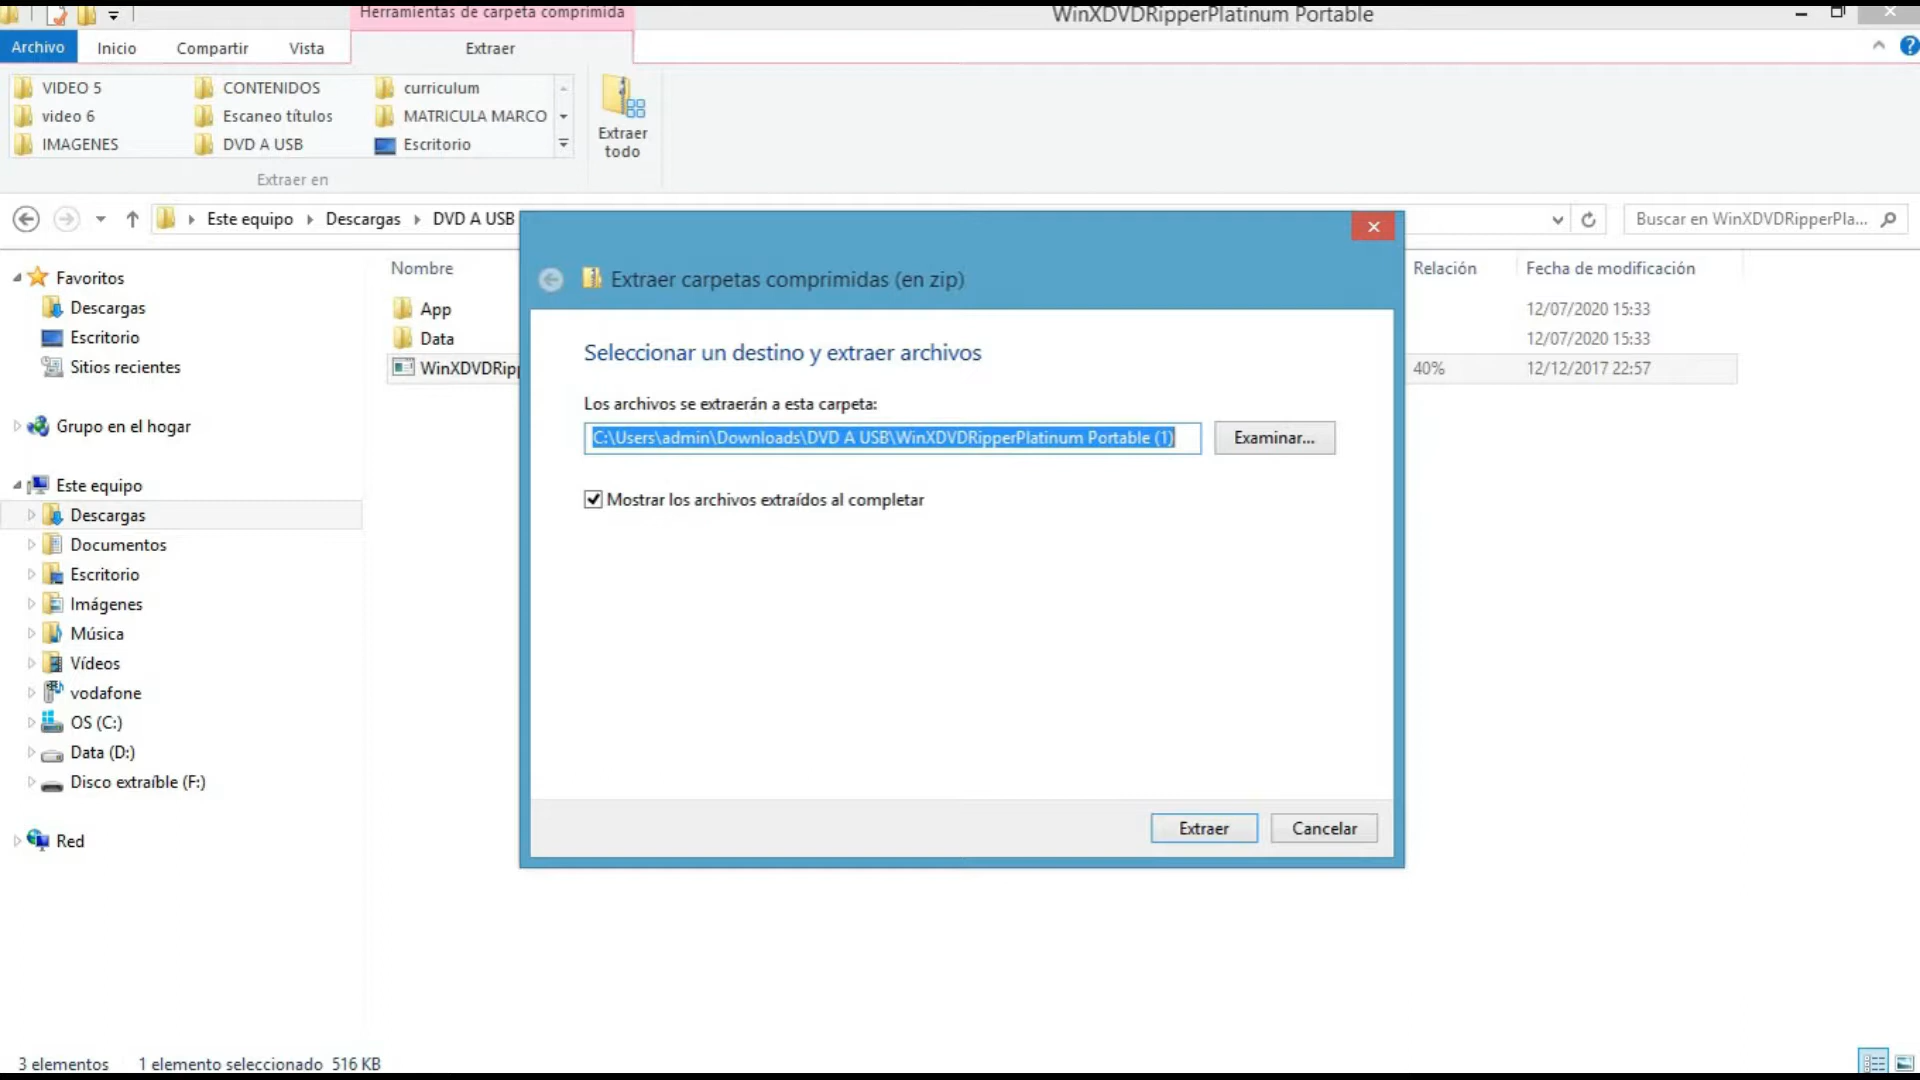 Herramientas de carpeta comprimida
WinXDVDRipperPlatinum Portable
Archivo
Inicio
Compartir
Vista
Extraer
VIDEO 5
CONTENIDOS
curriculum
video 6
Escaneo títulos
MATRICULA MARCO
IMAGENES
DVD A USB
Escritorio
Extraer todo
Extraer en
Este equipo
Descargas
DVD A USB
Buscar en WinXDVDRipperPla...
Favoritos
Descargas
Escritorio
Sitios recientes
Grupo en el hogar
Este equipo
Descargas
Documentos
Escritorio
Imágenes
Música
Vídeos
vodafone
OS (C:)
Data (D:)
Disco extraíble (F:)
Red
Nombre
Relación
Fecha de modificación
App
12/07/2020 15:33
Data
12/07/2020 15:33
WinXDVDRipp
40%
12/12/2017 22:57
Extraer carpetas comprimidas (en zip)
Seleccionar un destino y extraer archivos
Los archivos se extraerán a esta carpeta:
C:\Users\admin\Downloads\DVD A USB\WinXDVDRipperPlatinum Portable (1)
Examinar...
Mostrar los archivos extraídos al completar
Extraer
Cancelar
3 elementos
1 elemento seleccionado 516 KB